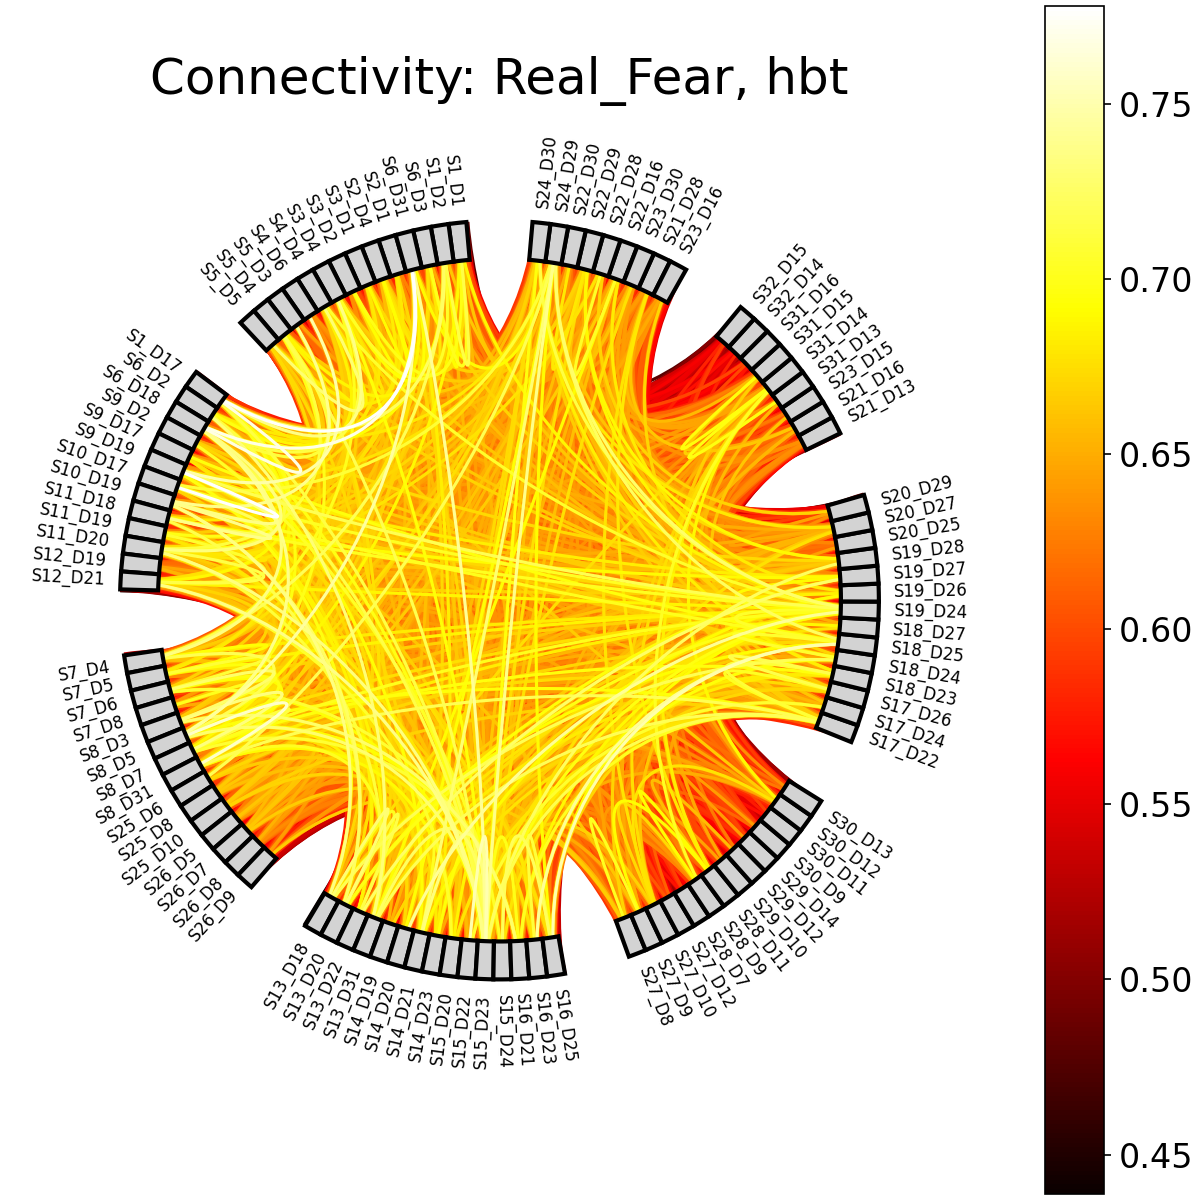 Connectivity: Real_Fear, hbt
S1_D1
S1_D2
S6_D3
S6_D31
S2_D1
S2_D4
S3_D1
S3_D2
S3_D4
S4_D4
S4_D6
S5_D3
S5_D4
S5_D5
S1_D17
S6_D2
S6_D18
S9_D2
S9_D17
S9_D19
S10_D17
S10_D19
S11_D18
S11_D19
S11_D20
S12_D19
S12_D21
S7_D4
S7_D5
S7_D6
S7_D8
S8_D3
S8_D5
S8_D7
S8_D31
S25_D6
S25_D8
S25_D10
S26_D5
S26_D7
S26_D8
S26_D9
S13_D18
S13_D20
S13_D22
S13_D31
S14_D19
S14_D20
S14_D21
S14_D23
S15_D20
S15_D22
S15_D23
S15_D24
S16_D21
S16_D23
S16_D25
S27_D8
S27_D9
S27_D10
S27_D12
S28_D7
S28_D9
S28_D11
S29_D10
S29_D12
S29_D14
S30_D9
S30_D11
S30_D12
S30_D13
S17_D22
S17_D24
S17_D26
S18_D23
S18_D24
S18_D25
S18_D27
S19_D24
S19_D26
S19_D27
S19_D28
S20_D25
S20_D27
S20_D29
S21_D13
S21_D16
S23_D15
S31_D13
S31_D14
S31_D15
S31_D16
S32_D14
S32_D15
S23_D16
S21_D28
S23_D30
S22_D16
S22_D28
S22_D29
S22_D30
S24_D29
S24_D30
0.75
0.70
0.65
0.60
0.55
0.50
0.45